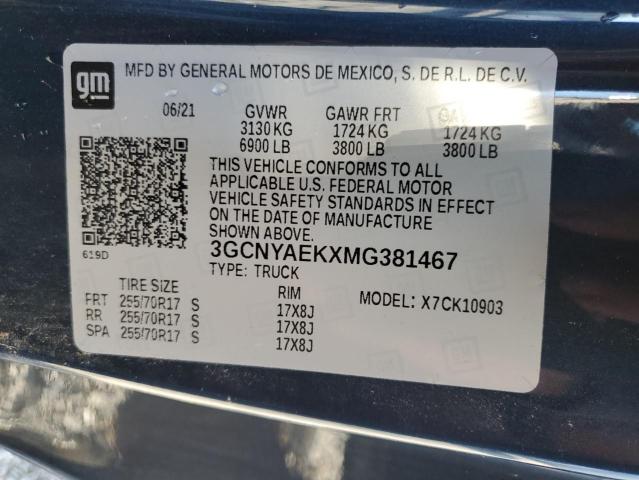 gm
MFD BY GENERAL MOTORS DE MEXICO, S. DE R.L. DE C.V.
06/21 GVWR GAWR FRT
3130 KG 1724 KG 1724 KG
6900 LB 3800 LB 3800 LB
THIS VEHICLE CONFORMS TO ALL
APPLICABLE U.S. FEDERAL MOTOR
VEHICLE SAFETY STANDARDS IN EFFECT
ON THE DATE OF MANUFACTURE
SHOWN ABOVE.
619D
3GCNYAEKXMG381467
TYPE: TRUCK
TIRE SIZE RIM MODEL: X7CK10903
FRT 255/70R17 S 17X8J
RR 255/70R17 S 17X8J
SPA 255/70R17 S 17X8J